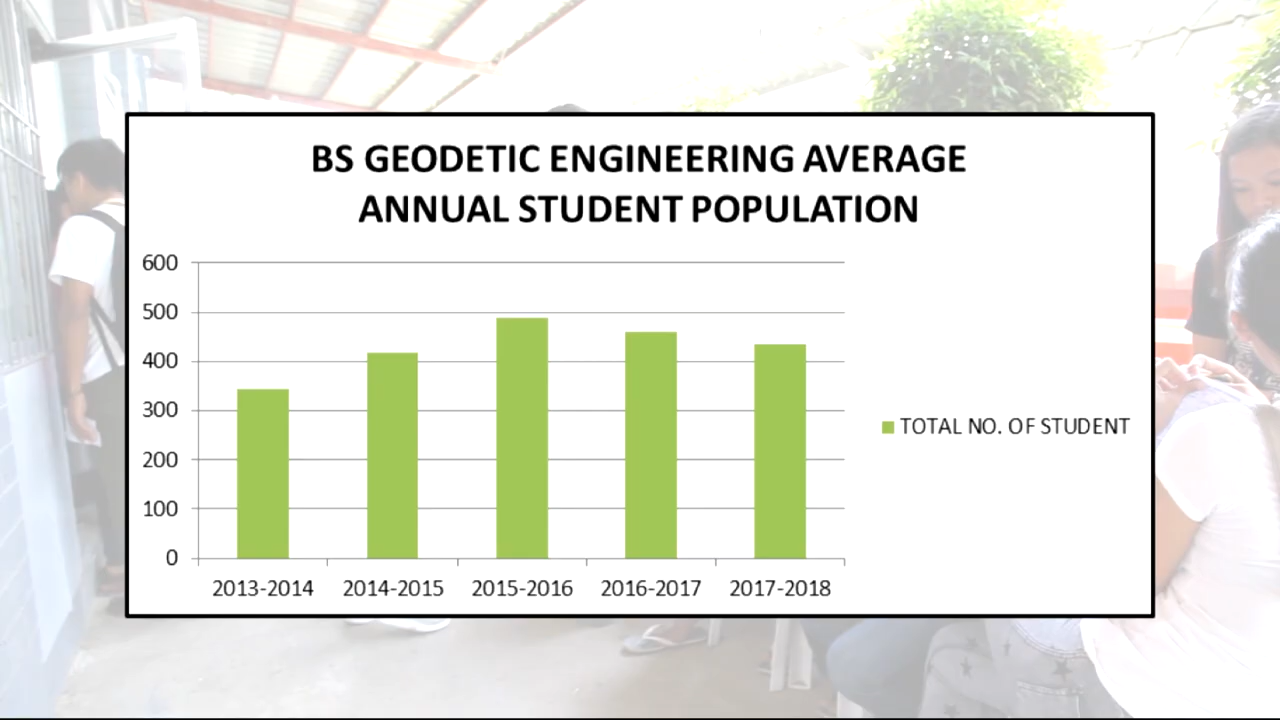 BS GEODETIC ENGINEERING AVERAGE
ANNUAL STUDENT POPULATION
600
500
400
300
200
100
0
2013-2014 2014-2015 2015-2016 2016-2017 2017-2018
TOTAL NO. OF STUDENT